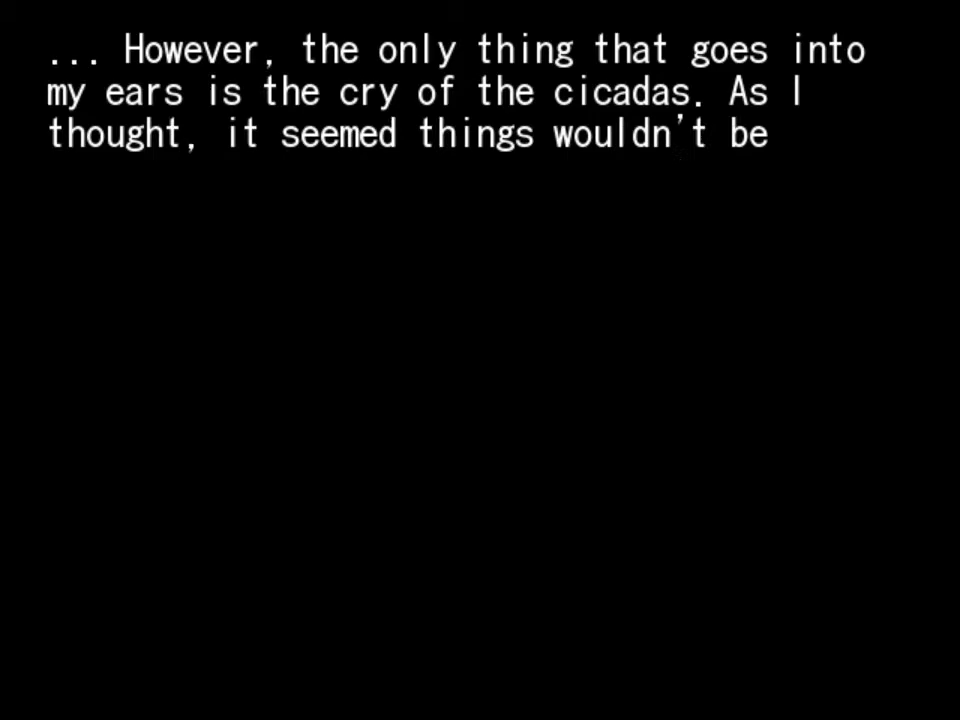 ... However, the only thing that goes into
my ears is the cry of the cicadas. As I
thought, it seemed things wouldn't be